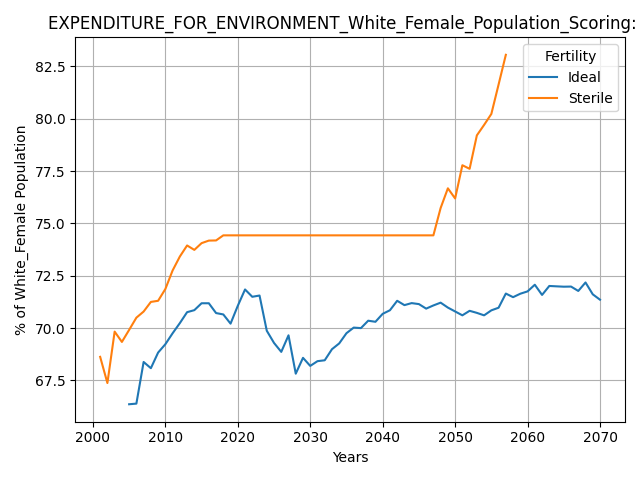 EXPENDITURE_FOR_ENVIRONMENT_White_Female_Population_Scoring:
Fertility
Ideal
Sterile
% of White_Female Population
82.5
80.0
77.5
75.0
72.5
70.0
67.5
2000 2010 2020 2030 2040 2050 2060 2070
Years